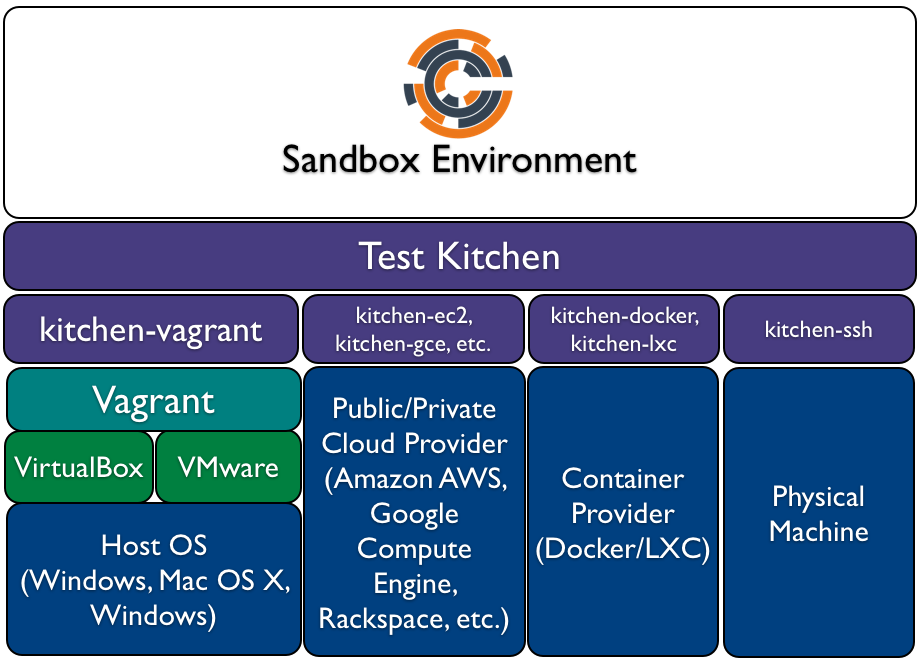 Sandbox Environment
Test Kitchen
kitchen-vagrant
kitchen-ec2,
kitchen-gce, etc.
kitchen-docker,
kitchen-lxc
kitchen-ssh
Vagrant
VirtualBox
VMware
Host OS
(Windows, Mac OS X,
Windows)
Public/Private
Cloud Provider
(Amazon AWS,
Google
Compute
Engine,
Rackspace, etc.)
Container
Provider
(Docker/LXC)
Physical
Machine